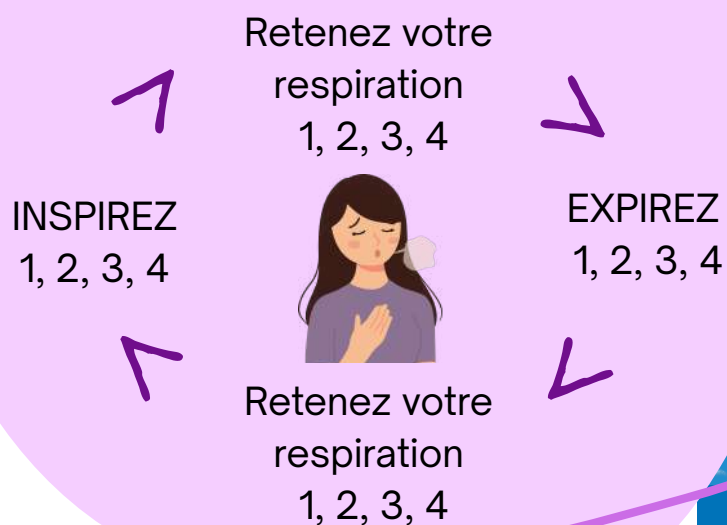 Retenez votre
respiration
1, 2, 3, 4
INSPIREZ
1, 2, 3, 4
EXPIREZ
1, 2, 3, 4
Retenez votre
respiration
1, 2, 3, 4